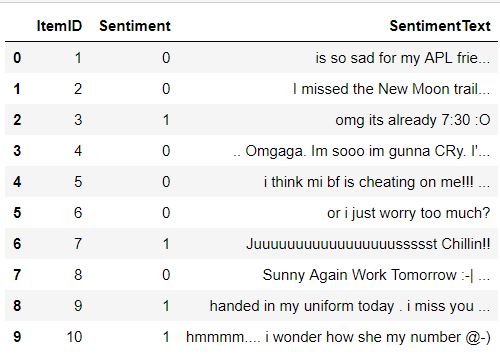 ItemID Sentiment SentimentText
0 1 0 is so sad for my APL frie...
1 2 0 I missed the New Moon trail...
2 3 1 omg its already 7:30 :O
3 4 0 .. Omgaga. Im sooo im gunna CRy. I'...
4 5 0 i think mi bf is cheating on me!!! ...
5 6 0 or i just worry too much?
6 7 1 Juuuuuuuuuuuuuuuuussssst Chillin!!
7 8 0 Sunny Again Work Tomorrow :-| ...
8 9 1 handed in my uniform today . i miss you ...
9 10 1 hmmmm.... i wonder how she my number @-)